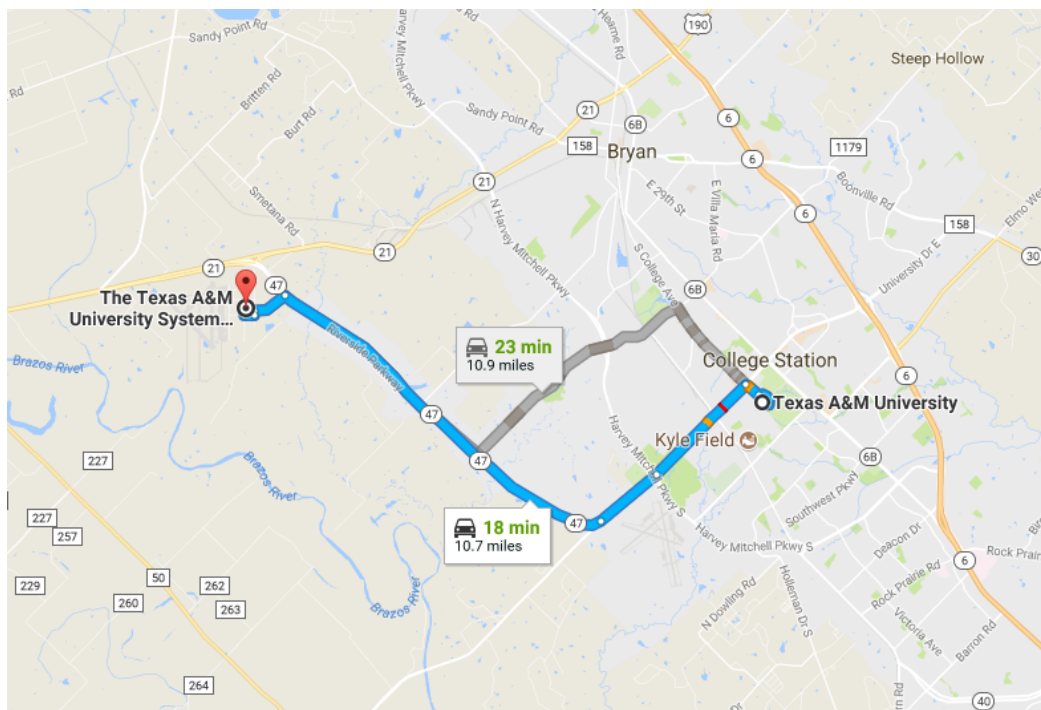 Sandy Point Rd
190
Steep Hollow
Harvey Mitchell Pkwy
Harvey Rd
Britten Rd
Burt Rd
21
Sandy Point Rd
6B
6
158
Bryan
6
1179
21
E 29th St
E Villa Maria Rd
Boonville Rd
Smetana Rd
N Harvey Mitchell Pkwy
6
158
Elmo We
S College Ave
University Dr E
30
21
21
47
6B
The Texas A&M
University System...
Riverside Parkway
23 min
10.9 miles
College Station
Brazos River
6
Texas A&M University
47
Kyle Field
227
47
Harvey Mitchell Pkwy S
6B
Brazos River
Southwest Pkwy
227
257
18 min
10.7 miles
47
Harvey Mitchell Pkwy S
Deacon Dr
Rock Prairi
6
50
229
262
260
263
Brazos River
N Dowling Rd
Holleman Dr S
Rock Prairie Rd
Victoria Ave
Barron Rd
264
rn Rd
40